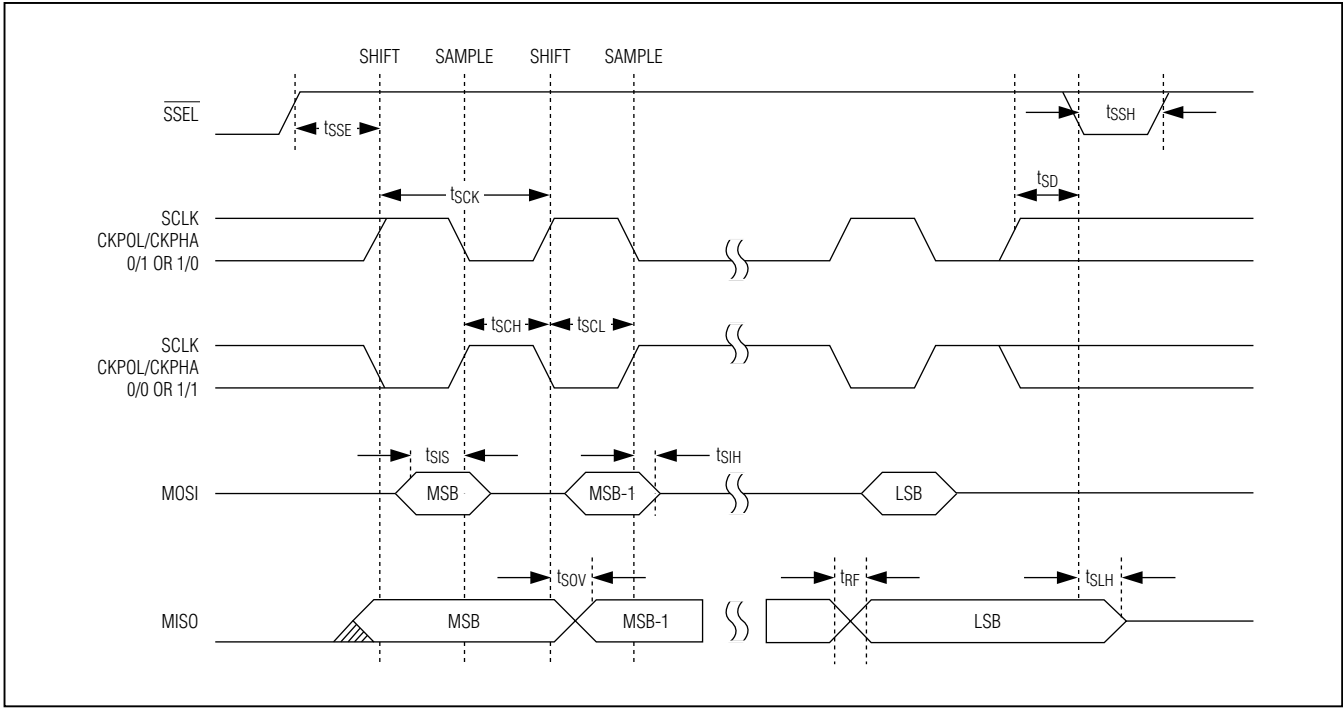 SHIFT SAMPLE SHIFT SAMPLE
SSEL
tSSE
tSSH
tSCK
tSD
SCLK
CKPOL/CKPHA
0/1 OR 1/0
tSCH
tSCL
SCLK
CKPOL/CKPHA
0/0 OR 1/1
tSIS
tSIH
MOSI
MSB
MSB-1
LSB
tSOV
tRF
tSLH
MISO
MSB
MSB-1
LSB